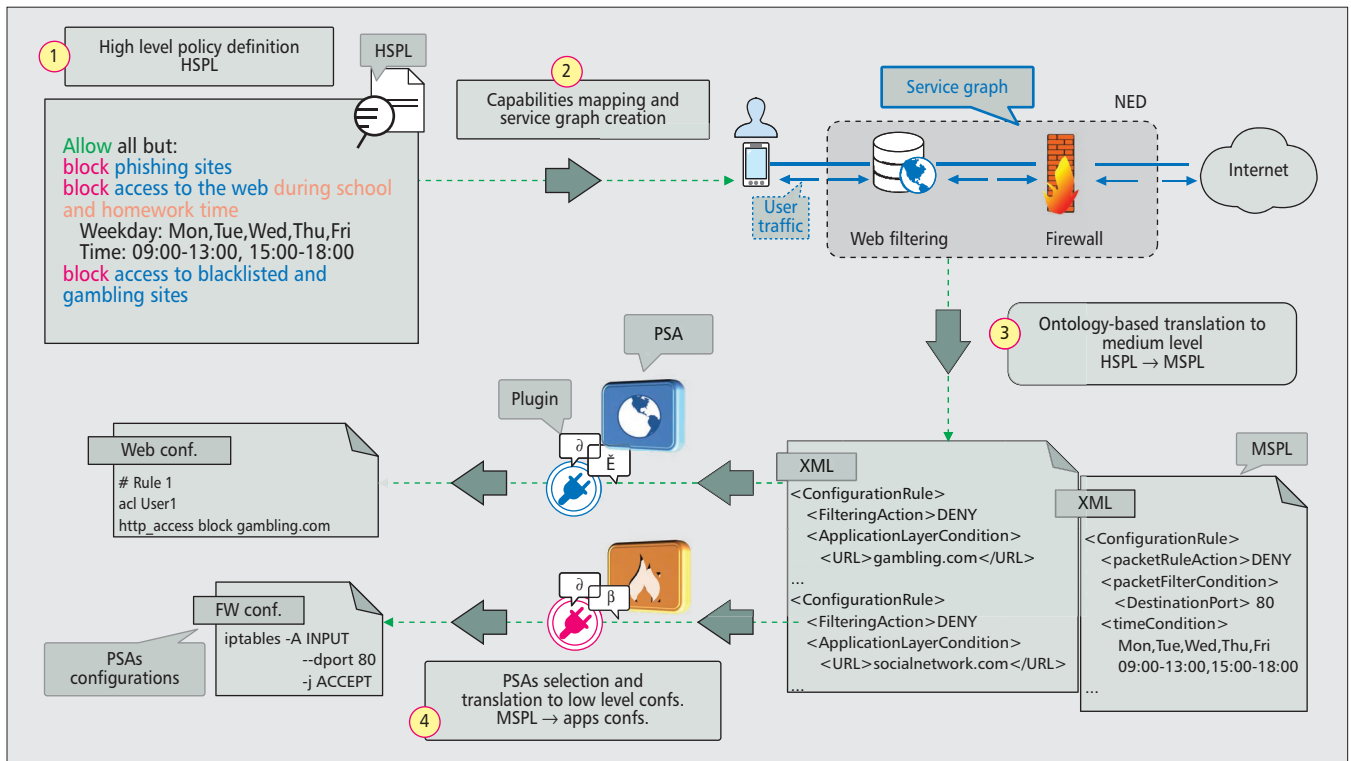 1
High level policy definition
HSPL
HSPL
Allow all but:
block phishing sites
block access to the web during school
and homework time
Weekday: Mon,Tue,Wed,Thu,Fri
Time: 09:00-13:00, 15:00-18:00
block access to blacklisted and
gambling sites
2
Capabilities mapping and
service graph creation
Service graph
NED
User
traffic
Web filtering
Firewall
Internet
3
Ontology-based translation to
medium level
HSPL → MSPL
PSA
Plugin
∂
Ě
Web conf.
# Rule 1
acl User1
http_access block gambling.com
XML
<ConfigurationRule>
<FilteringAction>DENY
<ApplicationLayerCondition>
<URL>gambling.com</URL>
...
<ConfigurationRule>
<FilteringAction>DENY
<ApplicationLayerCondition>
<URL>socialnetwork.com</URL>
...
MSPL
XML
<ConfigurationRule>
<packetRuleAction>DENY
<packetFilterCondition>
<DestinationPort> 80
<timeCondition>
Mon,Tue,Wed,Thu,Fri
09:00-13:00,15:00-18:00
...
∂
β
FW conf.
iptables -A INPUT
--dport 80
-j ACCEPT
PSAs
configurations
4
PSAs selection and
translation to low level confs.
MSPL → apps confs.